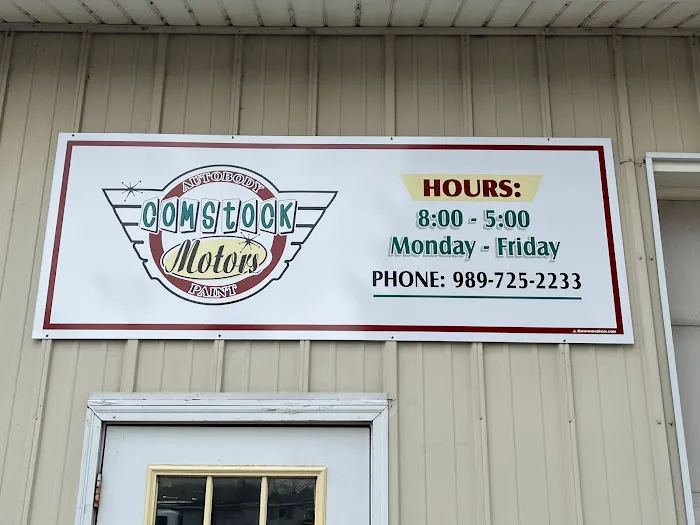 AUTOBODY
COMSTOCK
Motors
PAINT
HOURS:
8:00 - 5:00
Monday - Friday
PHONE: 989-725-2233